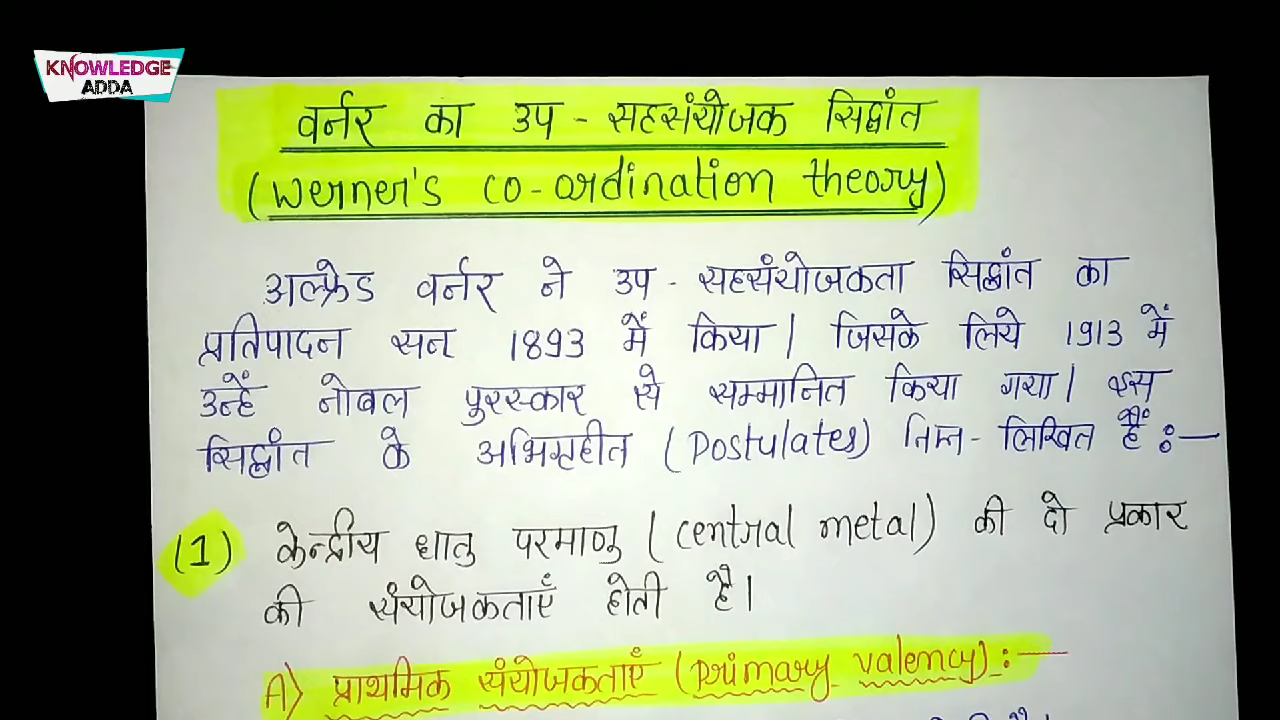 KNOWLEDGE
ADDA
वर्नर का उप - सहसंयोजक सिद्धांत
(Werner's co-ordination theory)
अल्फ्रेड वर्नर ने उप - सहसंयोजकता सिद्धांत का
प्रतिपादन सन् 1893 में किया। जिसके लिये 1913 में
उन्हें नोबल पुरस्कार से सम्मानित किया गया। इस
सिद्धांत के अभिगृहीत (Postulates) निम्न - लिखित हैं :—
(1) केन्द्रीय धातु परमाणु (central metal) की दो प्रकार
की संयोजकताएँ होती है।
A) प्राथमिक संयोजकताएँ (Primary valency) :—